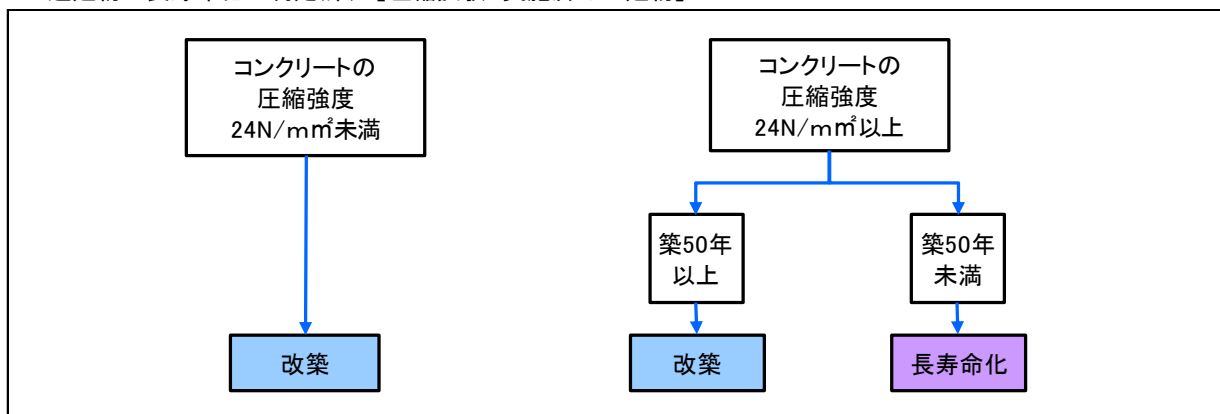 コンクリートの
圧縮強度
24N/m㎡未満
コンクリートの
圧縮強度
24N/m㎡以上
築50年
以上
築50年
未満
改築
改築
長寿命化